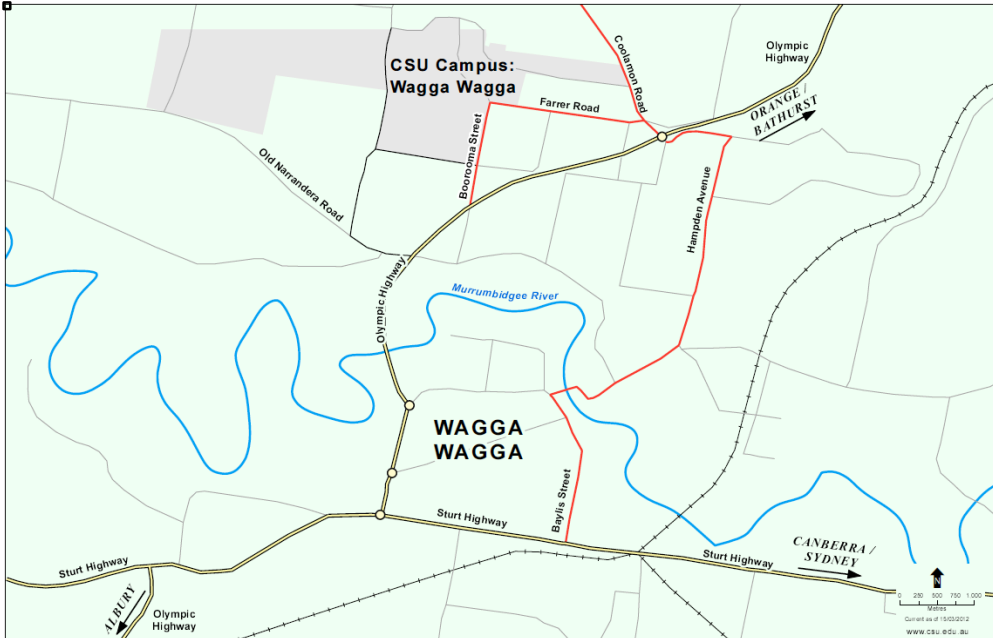 Olympic
Highway
CSU Campus:
Wagga Wagga
Coolamon Road
ORANGE /
BATHURST
Farrer Road
Boorooma Street
Old Narrandera Road
Hampden Avenue
Olympic Highway
Murrumbidgee River
WAGGA
WAGGA
Baylis Street
Sturt Highway
Sturt Highway
CANBERRA /
SYDNEY
Sturt Highway
ALBURY
Olympic
Highway
N
0 250 500 750 1 000
Metres
Current as of 15/03/2012
www.csu.edu.au